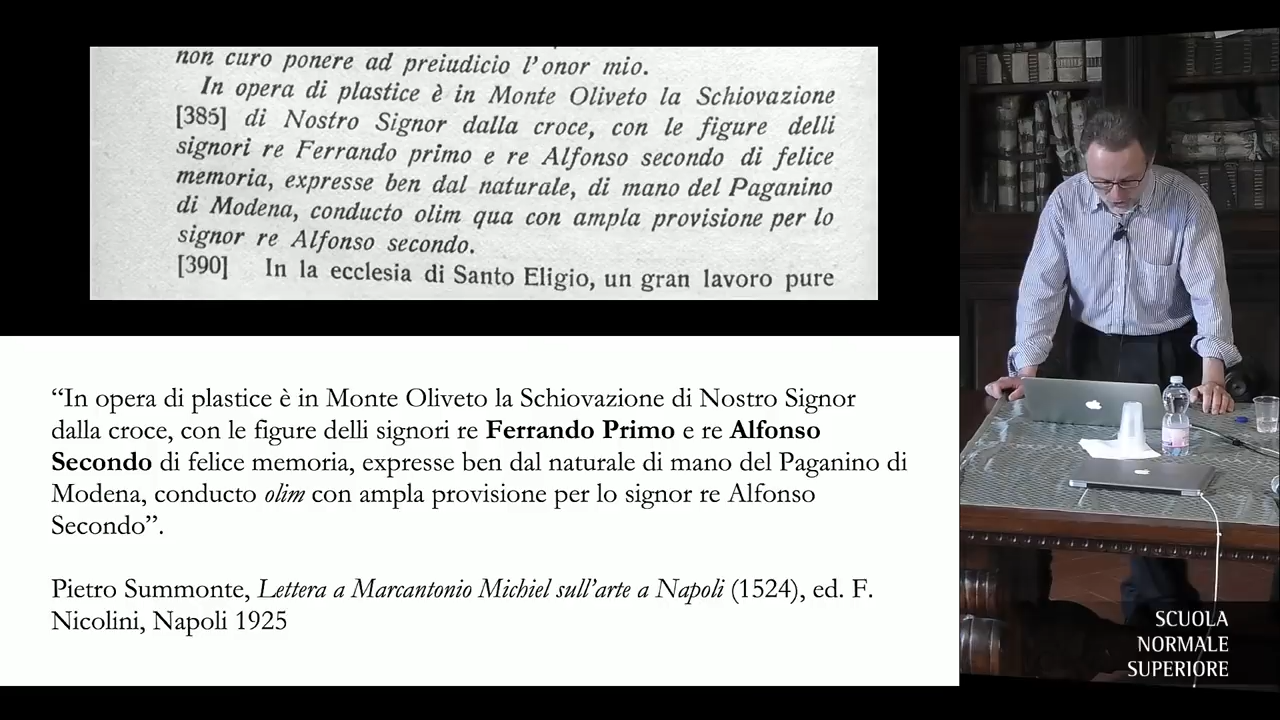 non curo ponere ad preiudicio l'onor mio.
In opera di plastice è in Monte Oliveto la Schiovazione
[385] di Nostro Signor dalla croce, con le figure delli
signori re Ferrando primo e re Alfonso secondo di felice
memoria, expresse ben dal naturale, di mano del Paganino
di Modena, conducto olim qua con ampla provisione per lo
signor re Alfonso secondo.
[390] In la ecclesia di Santo Eligio, un gran lavoro pure
“In opera di plastice è in Monte Oliveto la Schiovazione di Nostro Signor
dalla croce, con le figure delli signori re Ferrando Primo e re Alfonso
Secondo di felice memoria, expresse ben dal naturale di mano del Paganino di
Modena, conducto olim con ampla provisione per lo signor re Alfonso
Secondo”.
Pietro Summonte, Lettera a Marcantonio Michiel sull’arte a Napoli (1524), ed. F.
Nicolini, Napoli 1925
SCUOLA
NORMALE
SUPERIORE